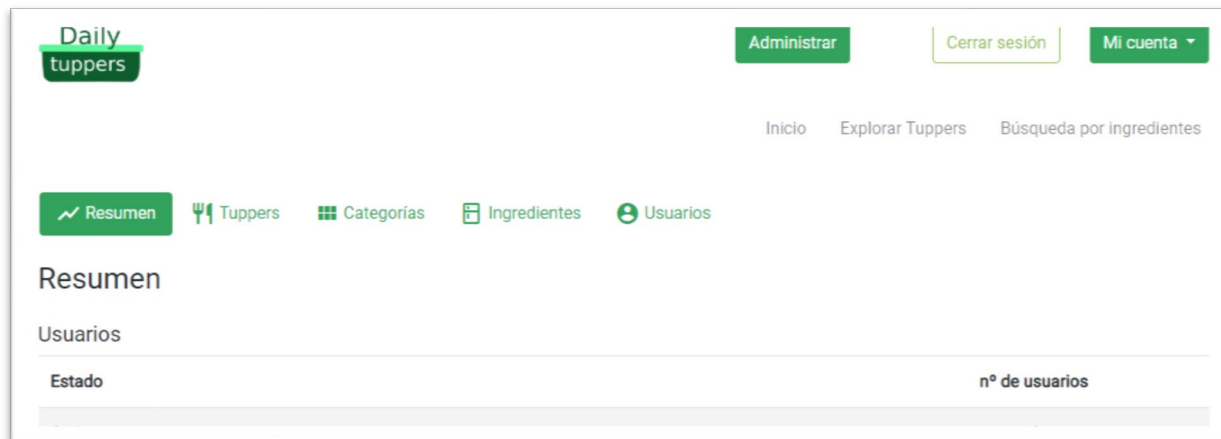 Daily
tuppers
Administrar Cerrar sesión Mi cuenta
Inicio Explorar Tuppers Búsqueda por ingredientes
Resumen Tuppers Categorías Ingredientes Usuarios
Resumen
Usuarios
Estado nº de usuarios